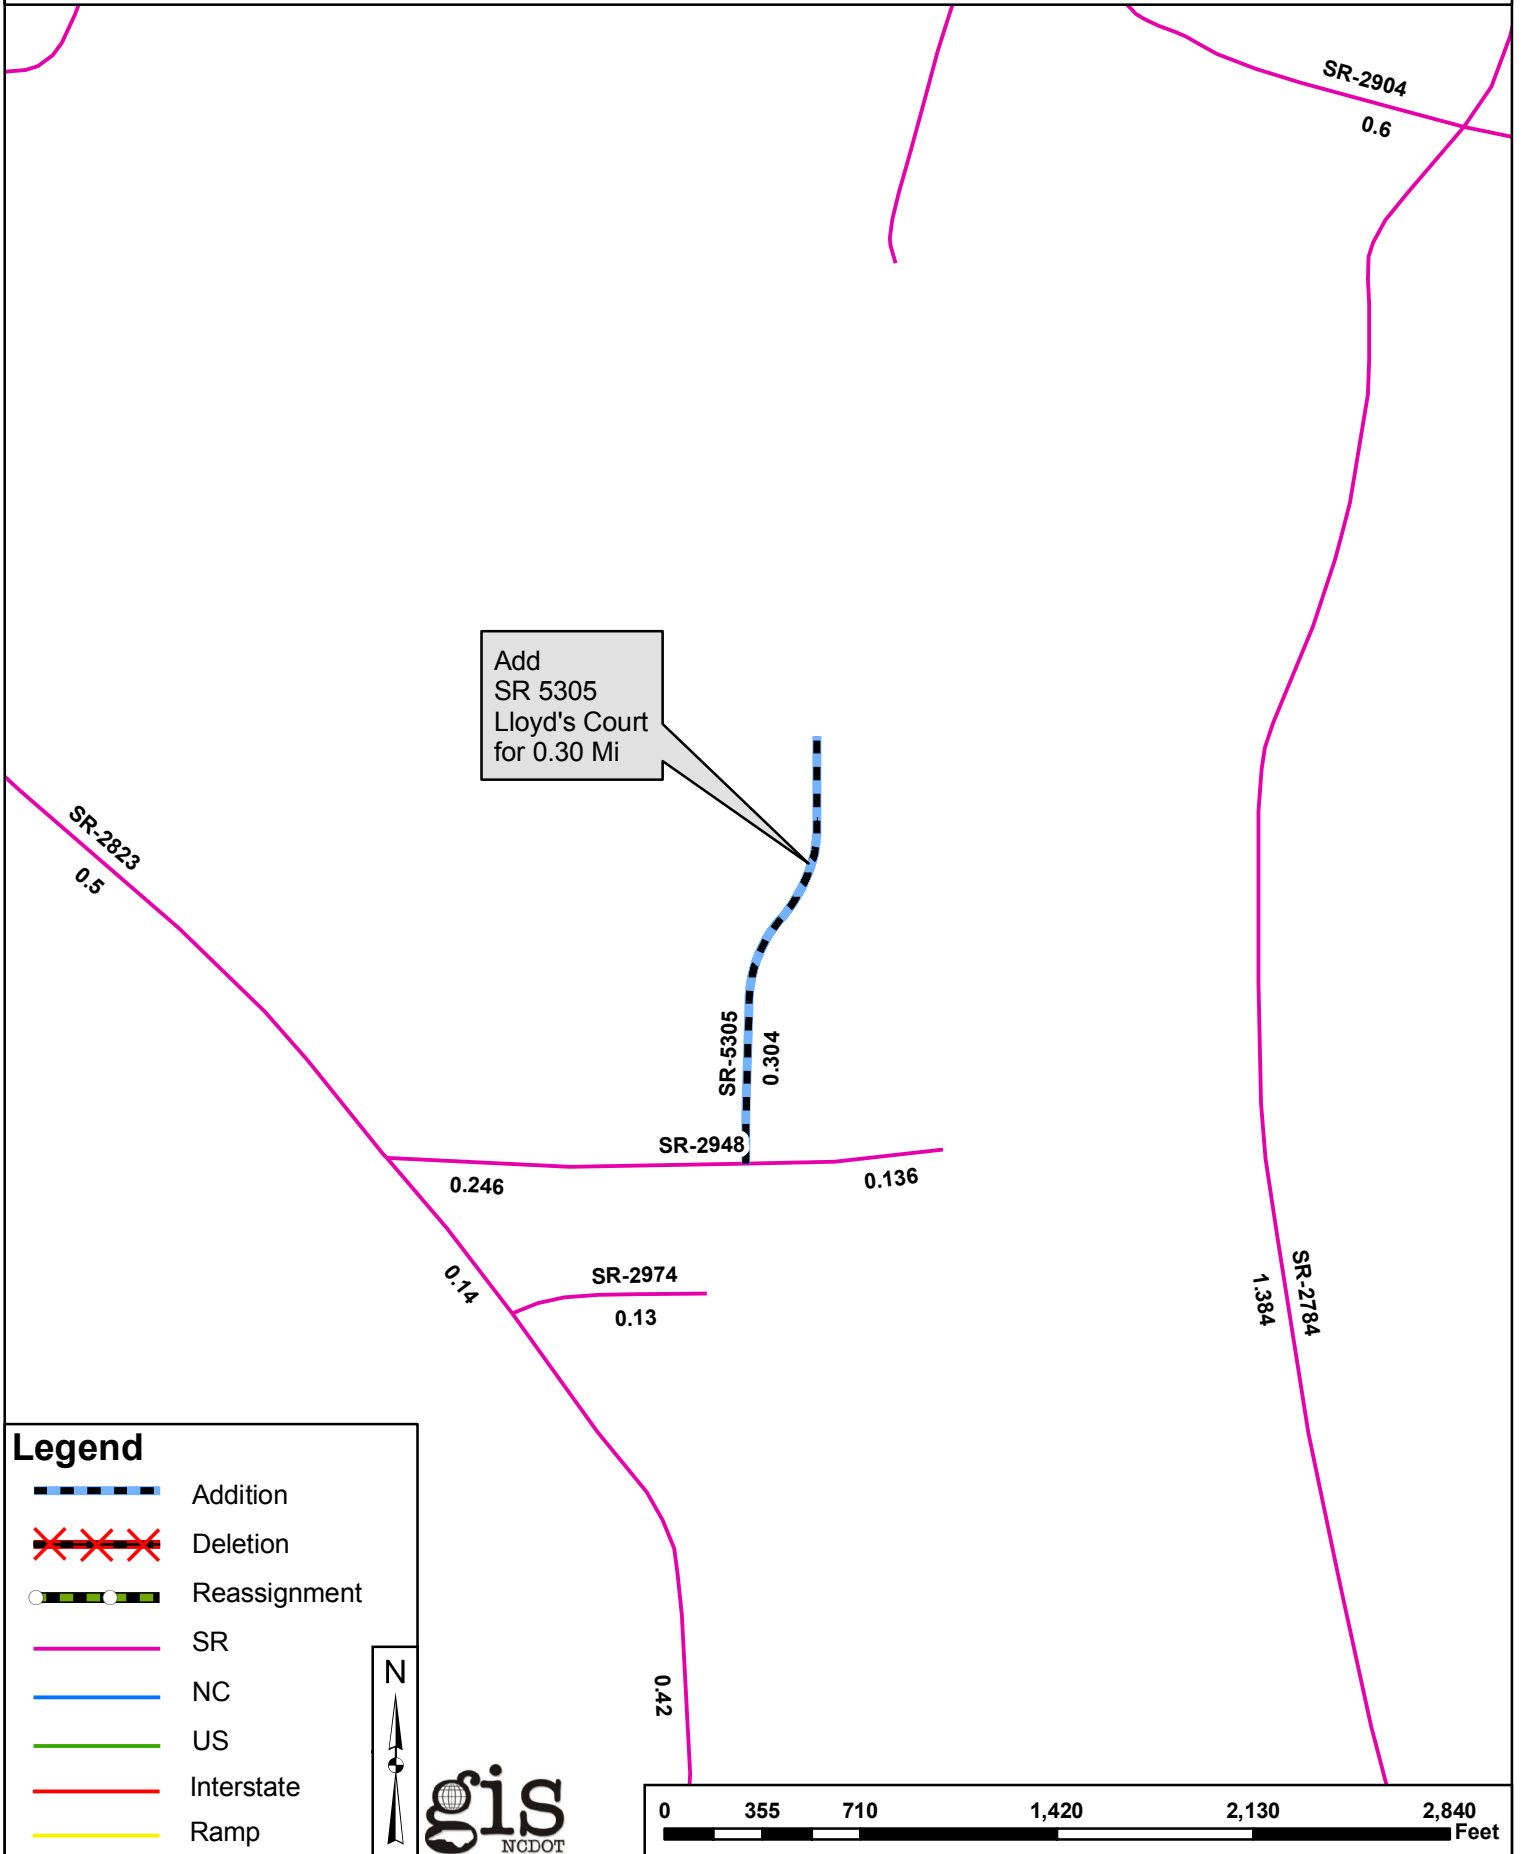 SR-2904
0.6
Add
SR 5305
Lloyd's Court
for 0.30 Mi
SR-2823
0.5
SR-5305
0.304
SR-2948
0.246
0.136
0.14
SR-2974
0.13
SR-2784
1.384
0.42
Legend
Addition
Deletion
Reassignment
SR
NC
US
Interstate
Ramp
N
gis
NCDOT
0 355 710 1,420 2,130 2,840
Feet